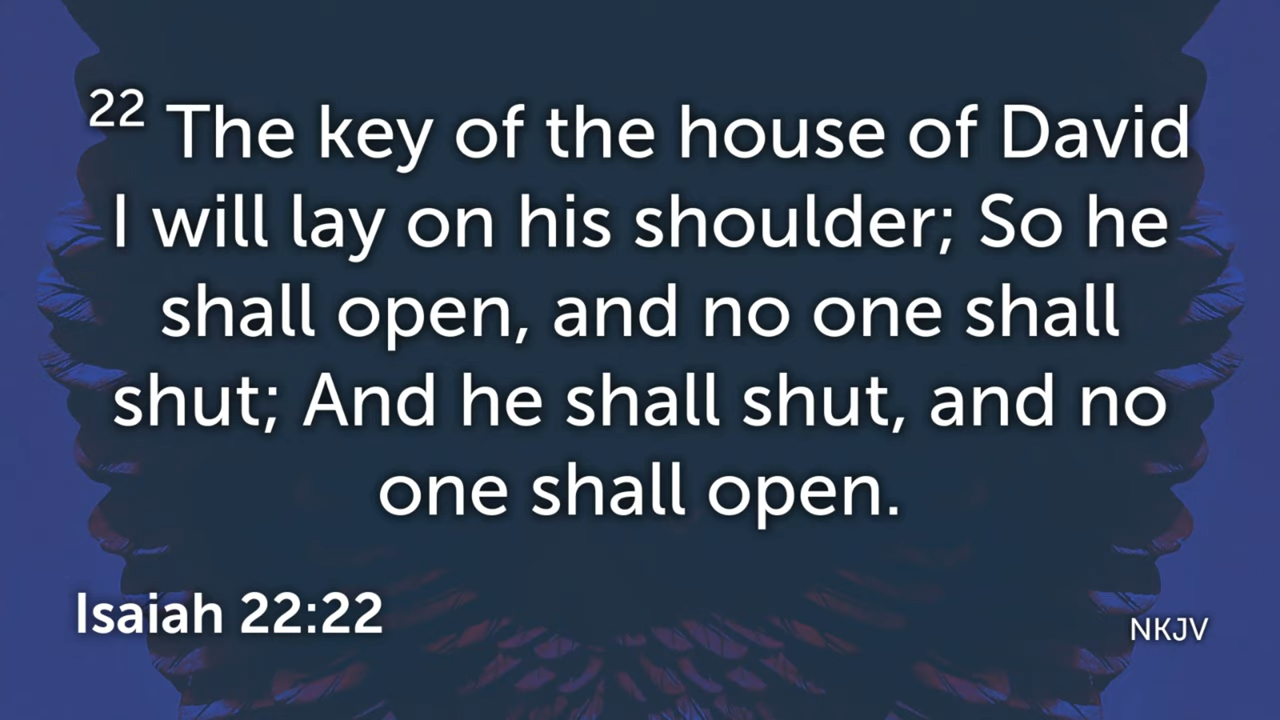 22 The key of the house of David
I will lay on his shoulder; So he
shall open, and no one shall
shut; And he shall shut, and no
one shall open.
Isaiah 22:22
NKJV